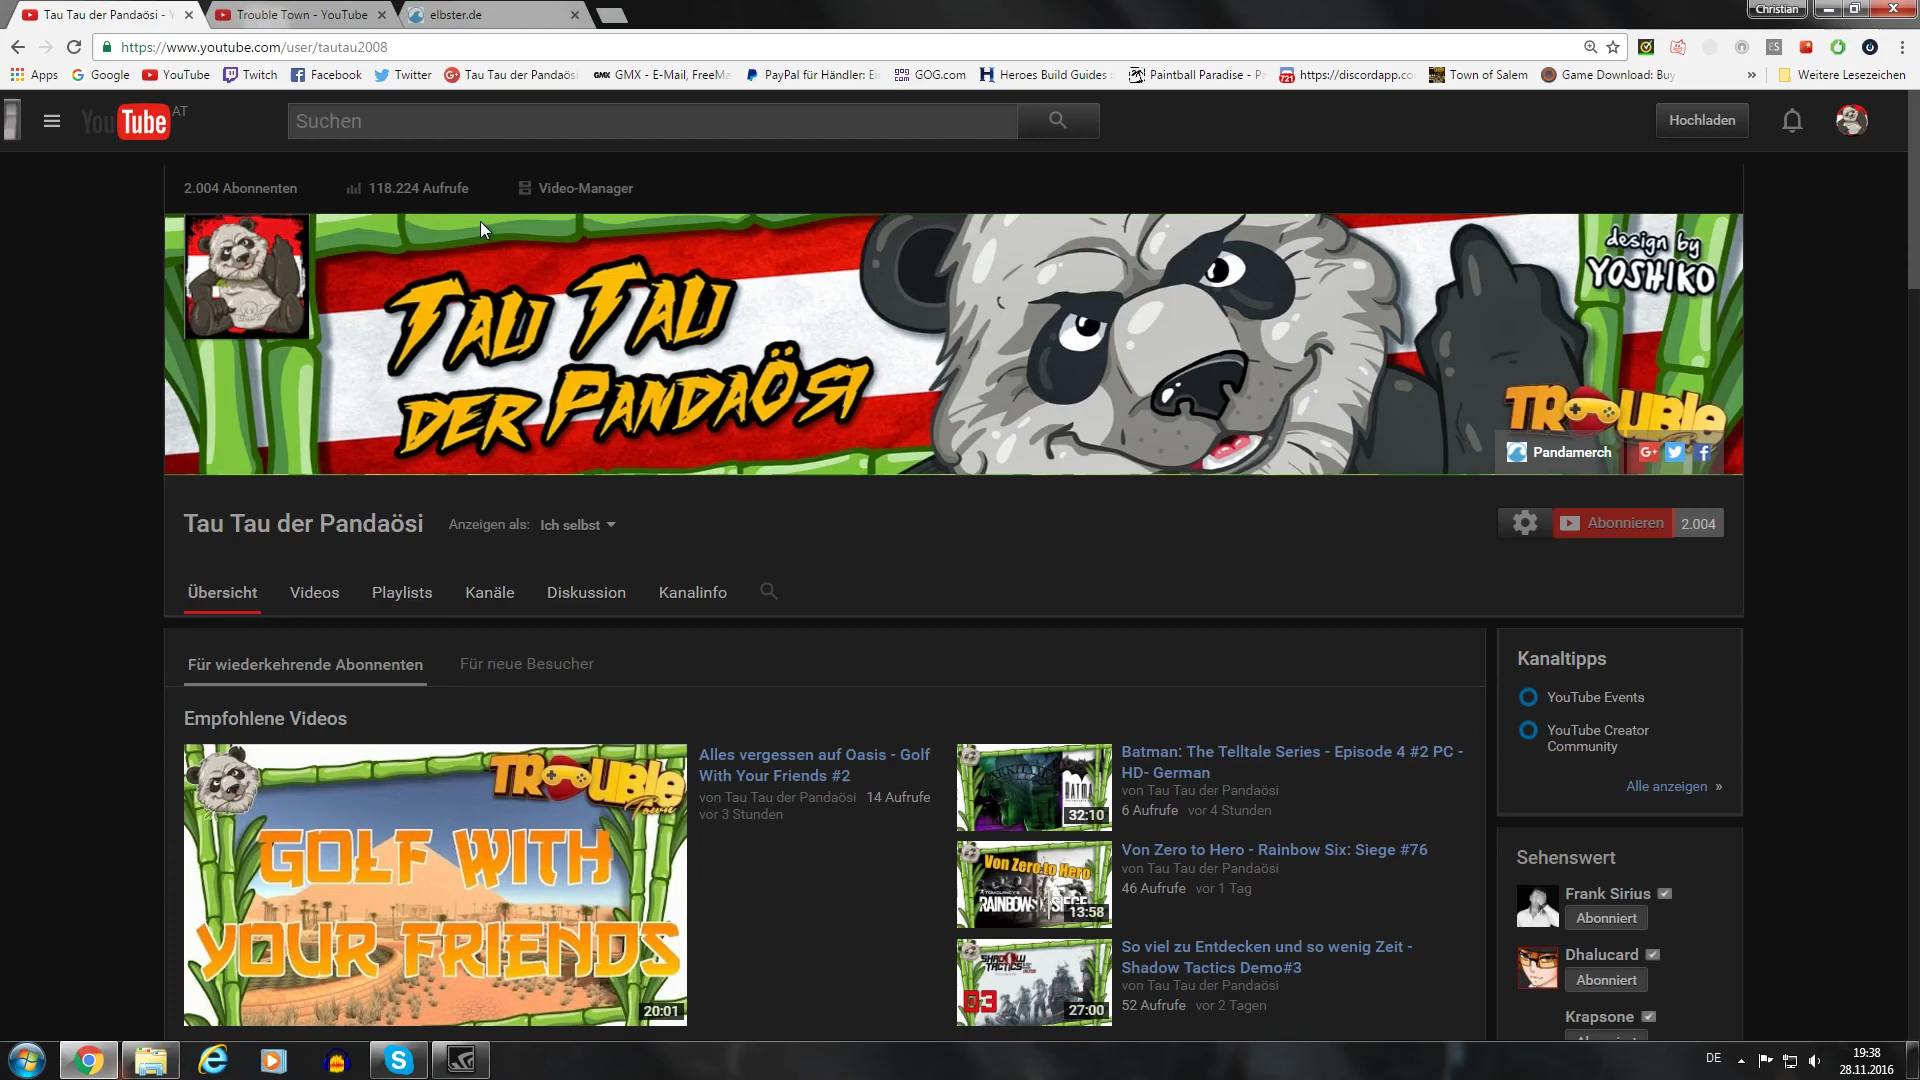 Tau Tau der Pandaösi - Y
Trouble Town - YouTube
elbster.de
Christian
https://www.youtube.com/user/tautau2008
Apps
Google
YouTube
Twitch
Facebook
Twitter
Tau Tau der Pandaös
GMX - E-Mail, FreeMa
PayPal für Händler: Ei
GOG.com
Heroes Build Guides :
Paintball Paradise - Pa
https://discordapp.co
Town of Salem
Game Download: Buy
»
Weitere Lesezeichen
YouTube AT
Suchen
Hochladen
2.004 Abonnenten
118.224 Aufrufe
Video-Manager
TAU TAU
DER PANDAÖSI
design by
YOSHIKO
TROUBLE
Pandamerch
Tau Tau der Pandaösi
Anzeigen als:
Ich selbst
Abonnieren
2.004
Übersicht
Videos
Playlists
Kanäle
Diskussion
Kanalinfo
Für wiederkehrende Abonnenten
Für neue Besucher
Empfohlene Videos
TROUBLE
Town
GOLF WITH
YOUR FRIENDS
20:01
Alles vergessen auf Oasis - Golf
With Your Friends #2
von Tau Tau der Pandaösi
14 Aufrufe
vor 3 Stunden
32:10
Batman: The Telltale Series - Episode 4 #2 PC -
HD- German
von Tau Tau der Pandaösi
6 Aufrufe
vor 4 Stunden
Von Zero to Hero
13:58
Von Zero to Hero - Rainbow Six: Siege #76
von Tau Tau der Pandaösi
46 Aufrufe
vor 1 Tag
03
27:00
So viel zu Entdecken und so wenig Zeit -
Shadow Tactics Demo#3
von Tau Tau der Pandaösi
52 Aufrufe
vor 2 Tagen
Kanaltipps
YouTube Events
YouTube Creator
Community
Alle anzeigen »
Sehenswert
Frank Sirius
Abonniert
Dhalucard
Abonniert
Krapsone
DE
19:38
28.11.2016